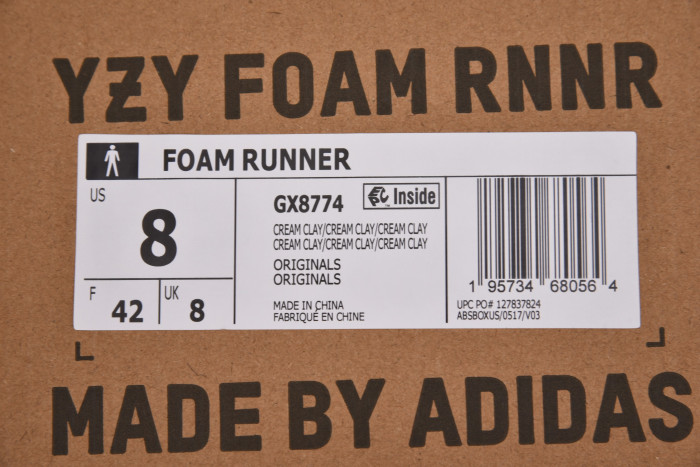 YZY FOAM RNNR
FOAM RUNNER
US
8
F
42
UK
8
GX8774
Inside
CREAM CLAY/CREAM CLAY/CREAM CLAY
CREAM CLAY/CREAM CLAY/CREAM CLAY
ORIGINALS
ORIGINALS
MADE IN CHINA
FABRIQUÉ EN CHINE
1 95734 68056 4
UPC PO# 127837824
ABSBOXUS/0517/V03
MADE BY ADIDAS